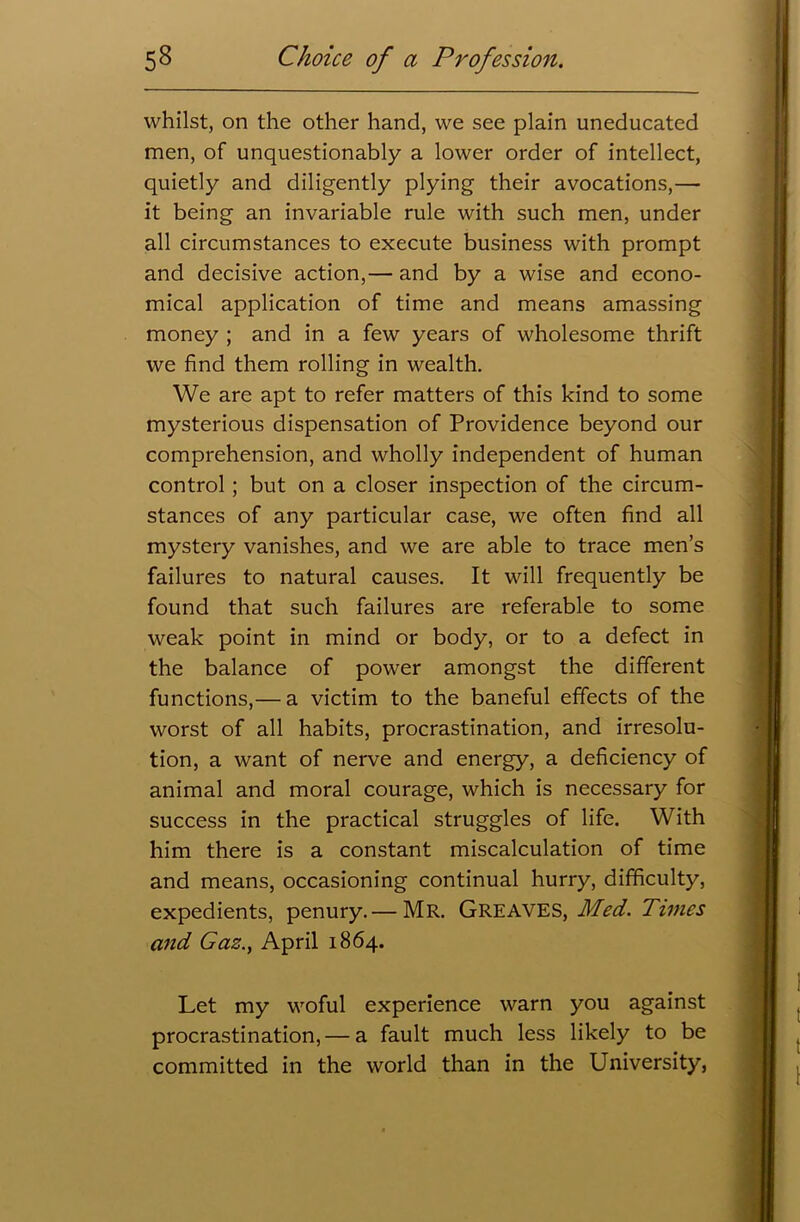 58 Choice of a Profession.
whilst, on the other hand, we see plain uneducated
men, of unquestionably a lower order of intellect,
quietly and diligently plying their avocations,—
it being an invariable rule with such men, under
all circumstances to execute business with prompt
and decisive action,— and by a wise and econo-
mical application of time and means amassing
money ; and in a few years of wholesome thrift
we find them rolling in wealth.
We are apt to refer matters of this kind to some
mysterious dispensation of Providence beyond our
comprehension, and wholly independent of human
control ; but on a closer inspection of the circum-
stances of any particular case, we often find all
mystery vanishes, and we are able to trace men's
failures to natural causes. It will frequently be
found that such failures are referable to some
weak point in mind or body, or to a defect in
the balance of power amongst the different
functions,— a victim to the baneful effects of the
worst of all habits, procrastination, and irresolu-
tion, a want of nerve and energy, a deficiency of
animal and moral courage, which is necessary for
success in the practical struggles of life. With
him there is a constant miscalculation of time
and means, occasioning continual hurry, difficulty,
expedients, penury.— MR. GREAVES, Med. Times
and Gaz., April 1864.
Let my woful experience warn you against
procrastination,— a fault much less likely to be
committed in the world than in the University,